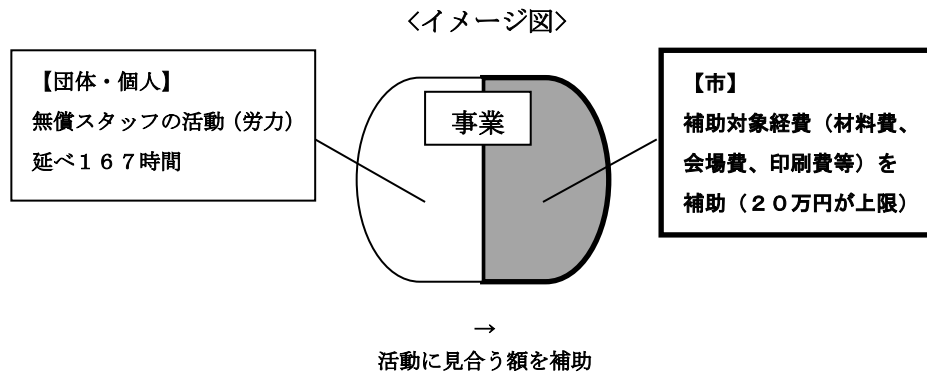 <イメージ図>
【団体・個人】
無償スタッフの活動（労力）
延べ１６７時間
事業
【市】
補助対象経費（材料費、
会場費、印刷費等）を
補助（２０万円が上限）
→
活動に見合う額を補助